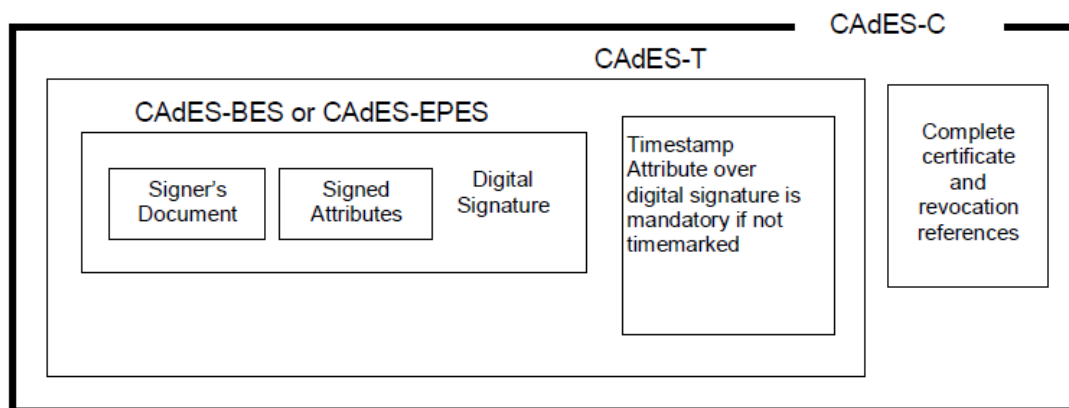 CAdES-C
CAdES-T
CAdES-BES or CAdES-EPES
Signer's
Document
Signed
Attributes
Digital
Signature
Timestamp
Attribute over
digital signature is
mandatory if not
timemarked
Complete
certificate
and
revocation
references